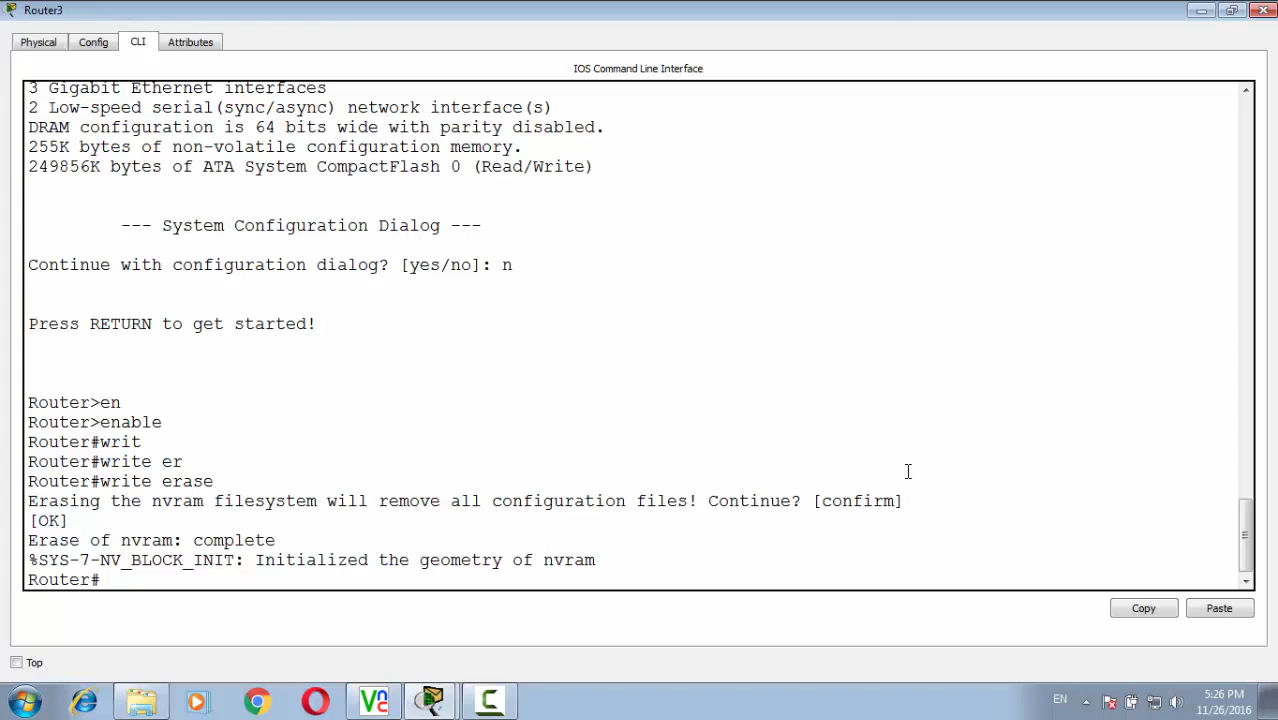 Router3
Physical Config CLI Attributes
IOS Command Line Interface
3 Gigabit Ethernet interfaces
2 Low-speed serial(sync/async) network interface(s)
DRAM configuration is 64 bits wide with parity disabled.
255K bytes of non-volatile configuration memory.
249856K bytes of ATA System CompactFlash 0 (Read/Write)
--- System Configuration Dialog ---
Continue with configuration dialog? [yes/no]: n
Press RETURN to get started!
Router>en
Router>enable
Router#writ
Router#write er
Router#write erase
Erasing the nvram filesystem will remove all configuration files! Continue? [confirm]
[OK]
Erase of nvram: complete
%SYS-7-NV_BLOCK_INIT: Initialized the geometry of nvram
Router#
Copy Paste
Top
EN
5:26 PM
11/26/2016